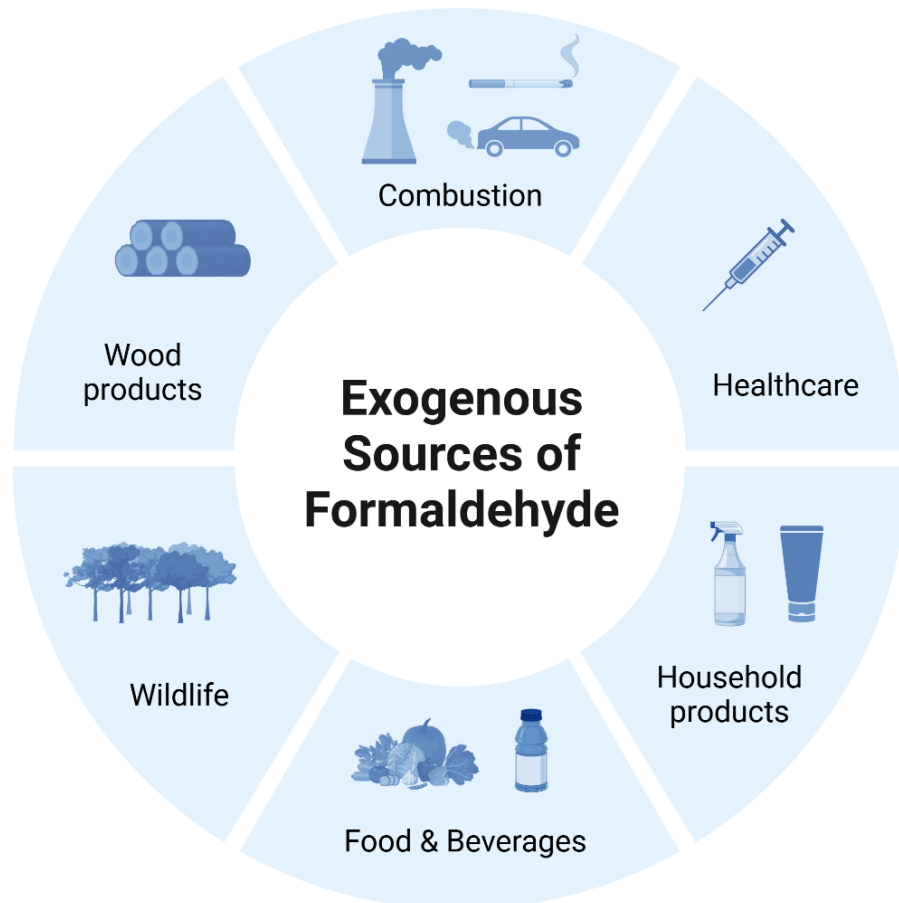 Combustion
Wood
products
Healthcare
Exogenous
Sources of
Formaldehyde
Household
products
Wildlife
Food & Beverages